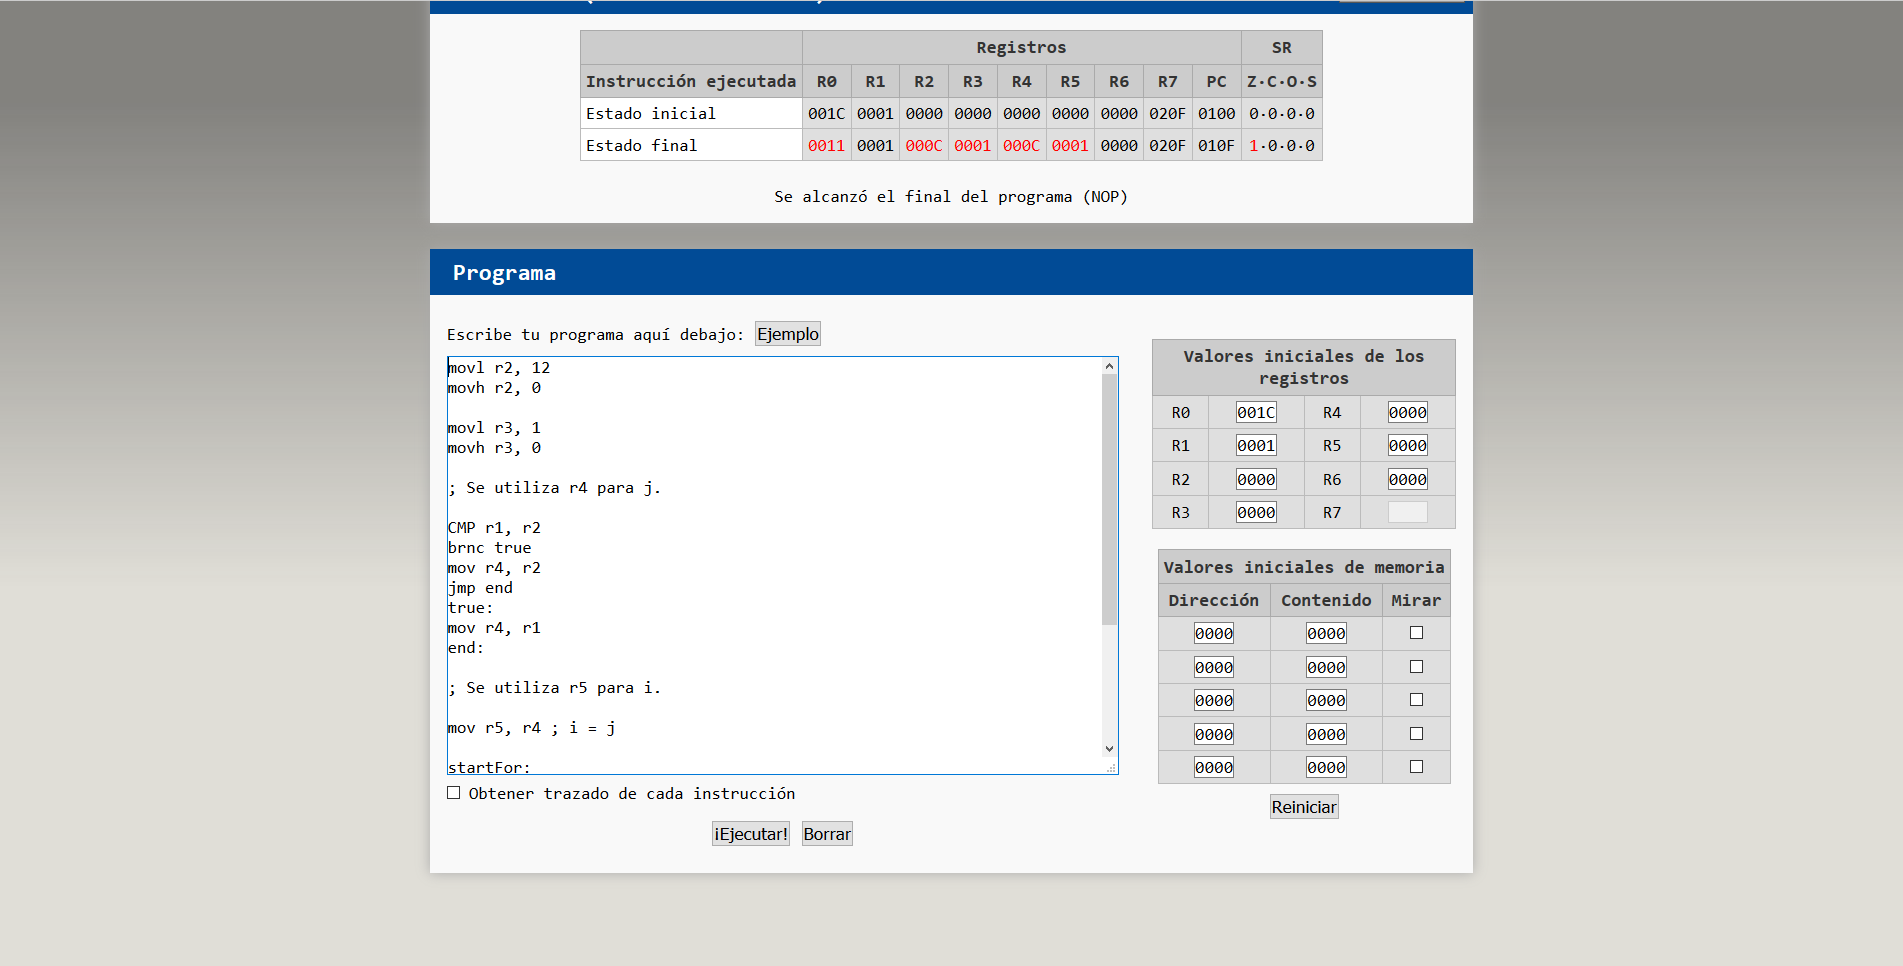 Registros SR
Instrucción ejecutada R0 R1 R2 R3 R4 R5 R6 R7 PC Z·C·O·S
Estado inicial 001C 0001 0000 0000 0000 0000 0000 020F 0100 0·0·0·0
Estado final 0011 0001 000C 0001 000C 0001 0000 020F 010F 1·0·0·0
Se alcanzó el final del programa (NOP)
Programa
Escribe tu programa aquí debajo: Ejemplo
movl r2, 12
movh r2, 0
movl r3, 1
movh r3, 0
; Se utiliza r4 para j.
CMP r1, r2
brnc true
mov r4, r2
jmp end
true:
mov r4, r1
end:
; Se utiliza r5 para i.
mov r5, r4 ; i = j
startFor:
Obtener trazado de cada instrucción
¡Ejecutar! Borrar
Valores iniciales de los
registros
R0 001C R4 0000
R1 0001 R5 0000
R2 0000 R6 0000
R3 0000 R7
Valores iniciales de memoria
Dirección Contenido Mirar
0000 0000
0000 0000
0000 0000
0000 0000
0000 0000
Reiniciar